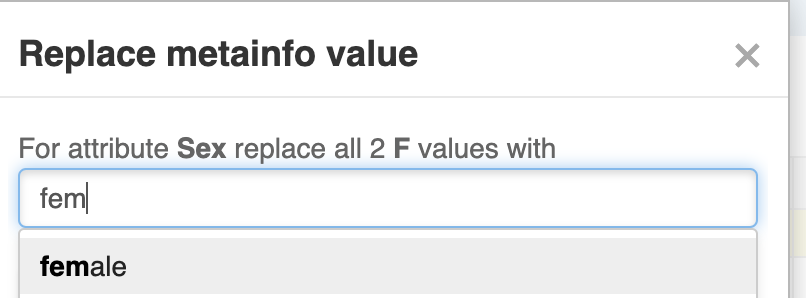 Replace metainfo value
For attribute Sex replace all 2 F values with
fem
female